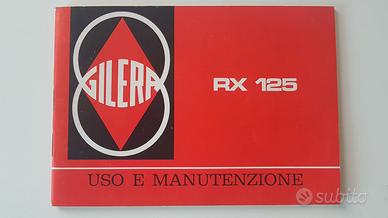 GILERA
RX 125
USO E MANUTENZIONE
subito